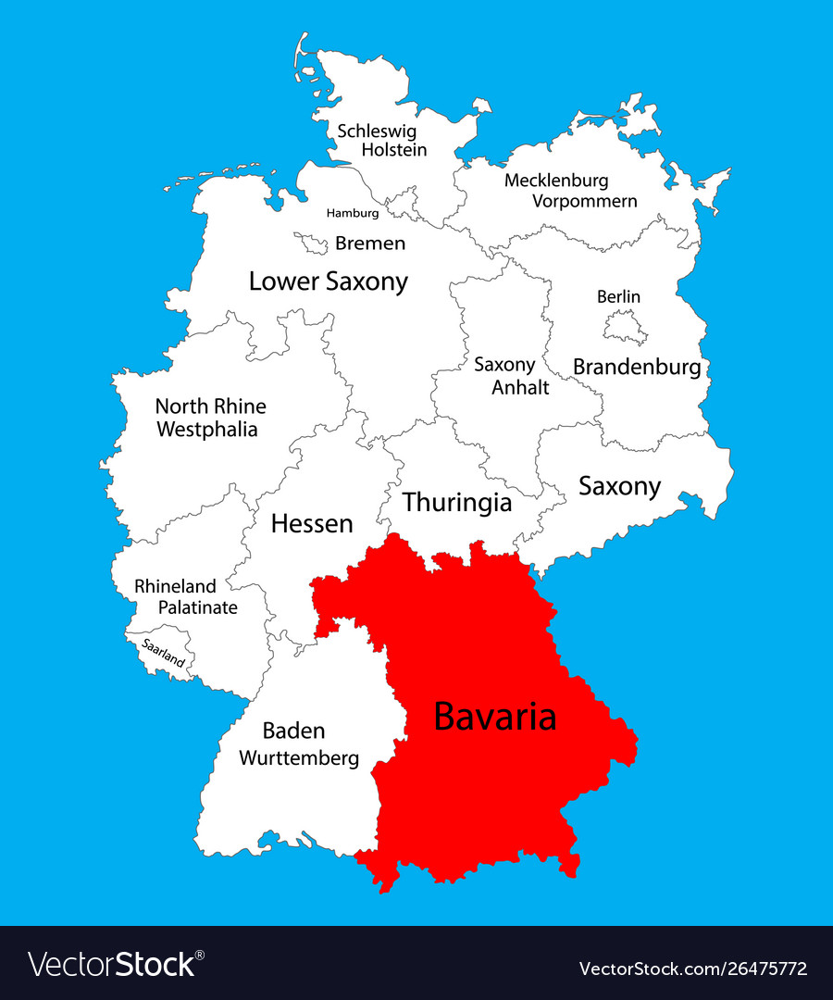 Schleswig
Holstein
Mecklenburg
Vorpommern
Hamburg
Bremen
Lower Saxony
Berlin
Saxony
Anhalt
Brandenburg
North Rhine
Westphalia
Saxony
Thuringia
Hessen
Rhineland
Palatinate
Saarland
Bavaria
Baden
Wurttemberg
VectorStock®
VectorStock.com/26475772